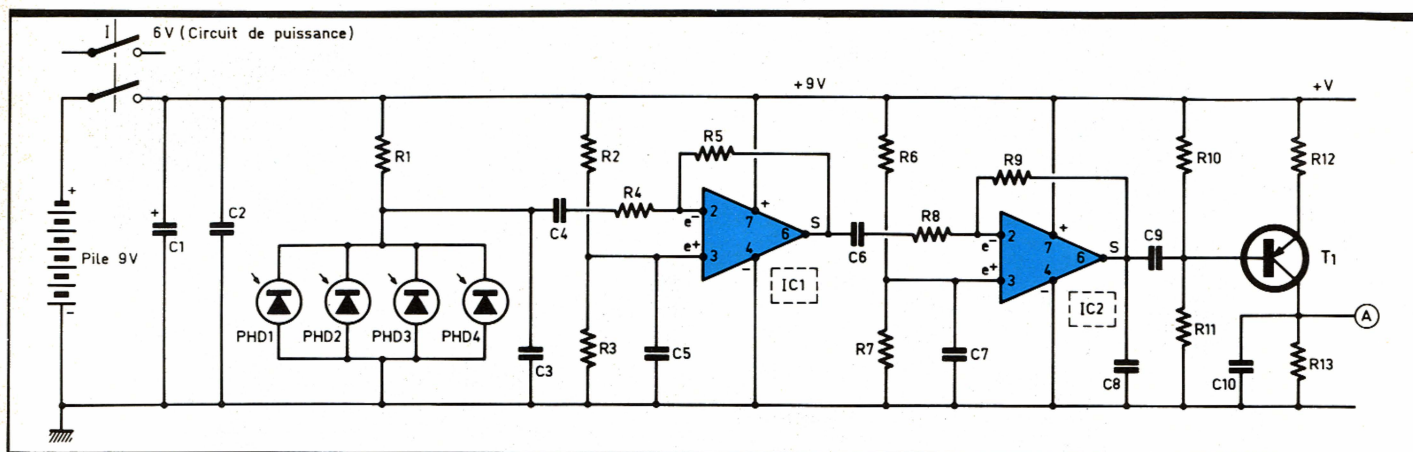 I 6V (Circuit de puissance)
+9V
+V
R1
R2
R5
R6
R9
R10
R12
+
C1
+
C2
Pile 9V
-
PHD1
PHD2
PHD3
PHD4
C3
C4
R4
e-
2
7
+
6
S
e+
3
4
-
IC1
R3
C5
C6
R8
e-
2
7
+
6
S
e+
3
4
-
IC2
R7
C7
C8
C9
R11
T1
A
C10
R13